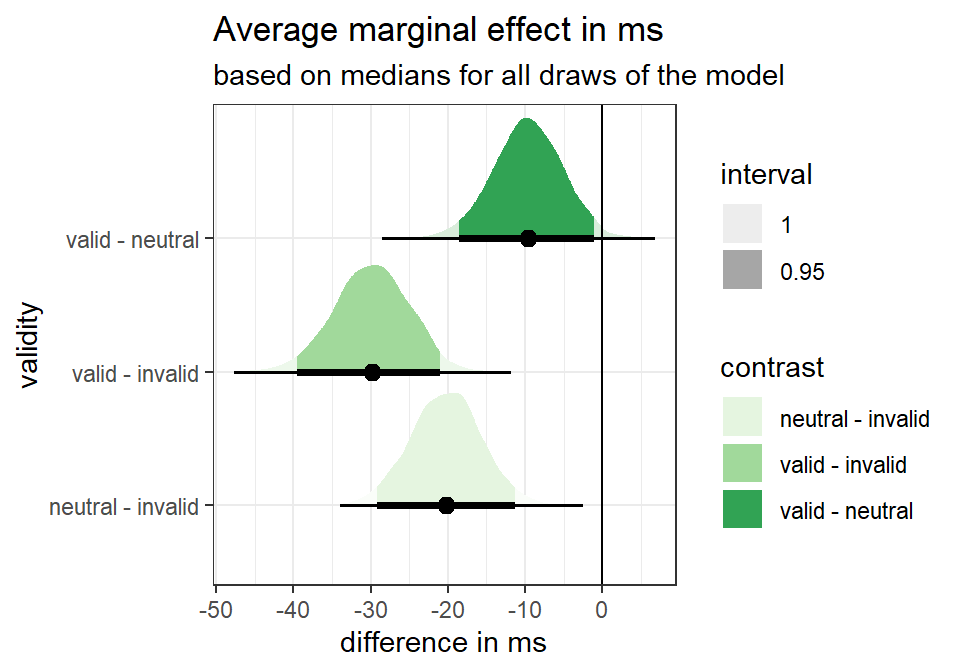 Average marginal effect in ms
based on medians for all draws of the model
validity
valid - neutral
valid - invalid
neutral - invalid
-50 -40 -30 -20 -10 0
difference in ms
interval
1
0.95
contrast
neutral - invalid
valid - invalid
valid - neutral